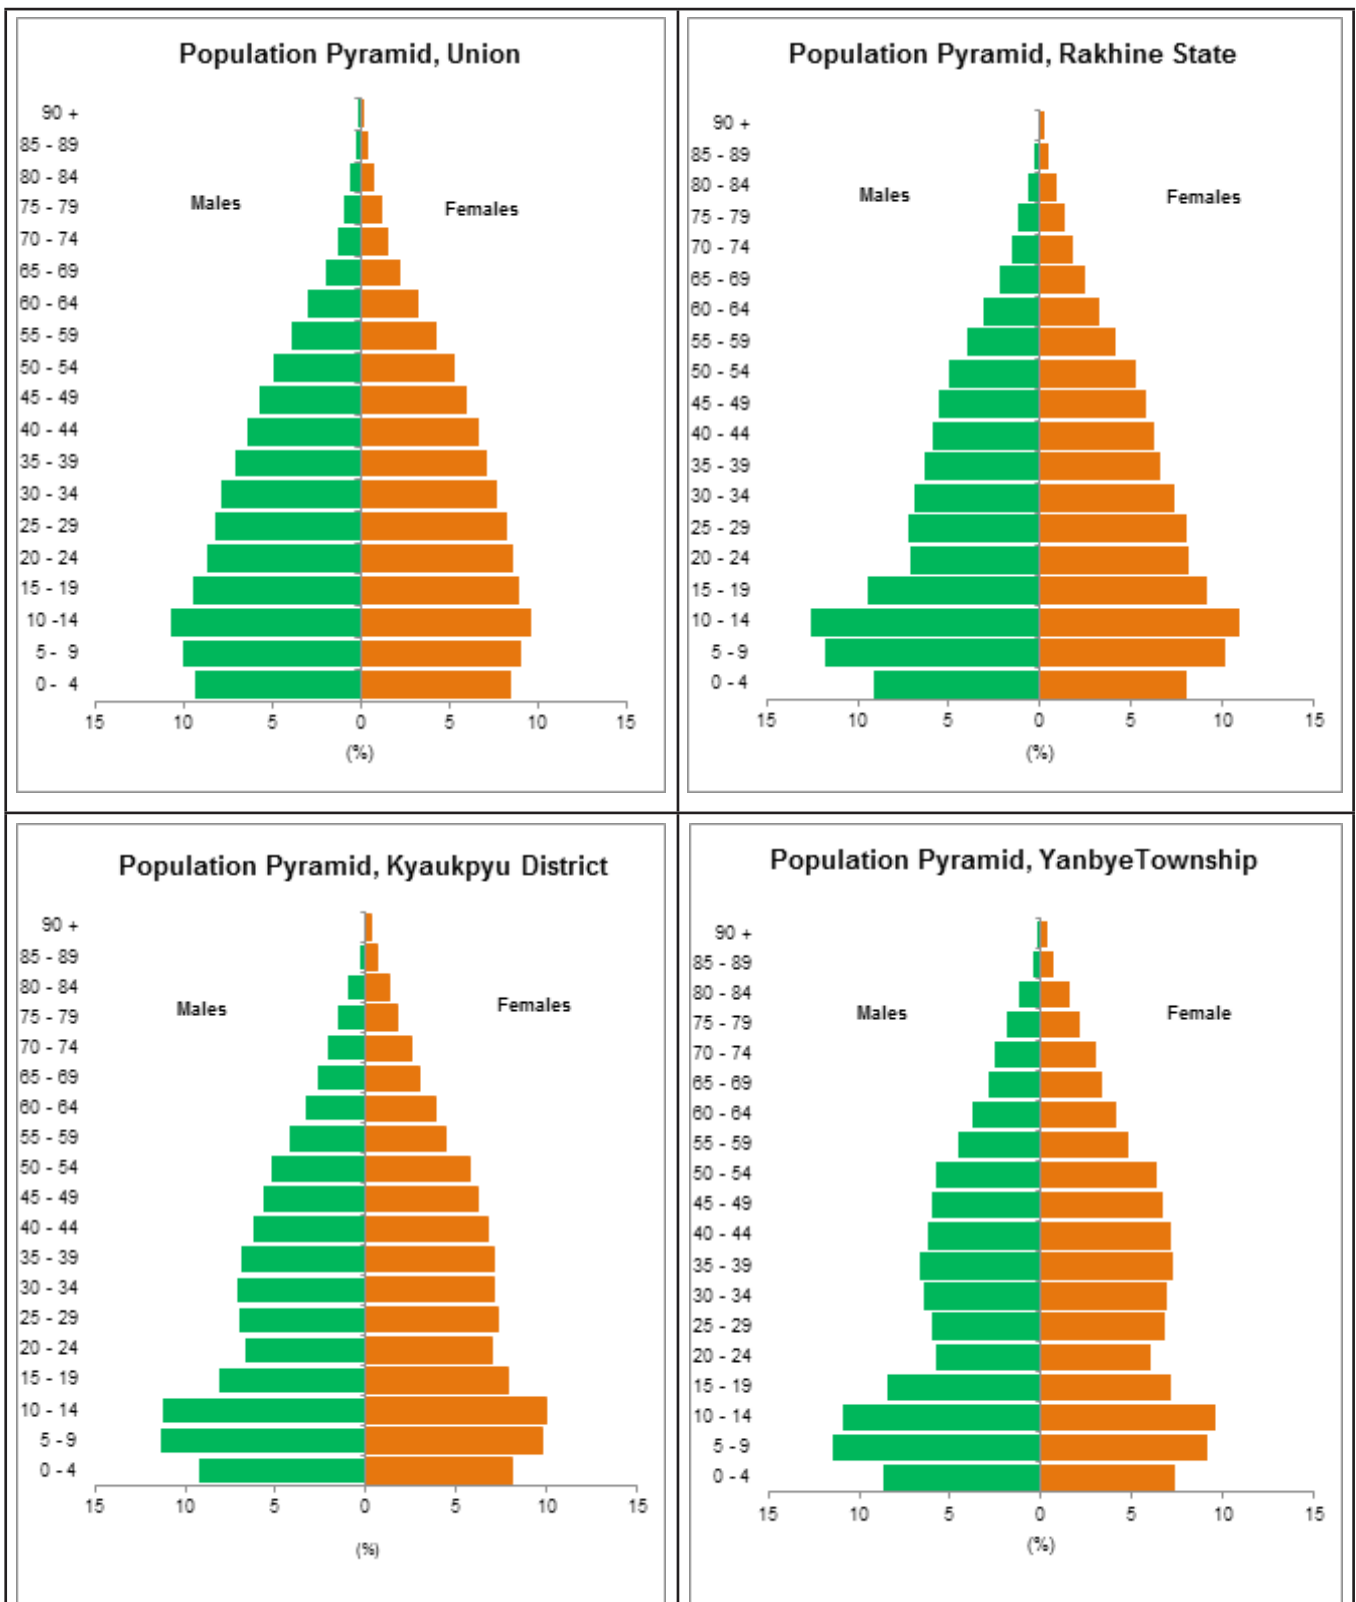 Population Pyramid, Union
90 +
85 - 89
80 - 84
75 - 79
70 - 74
65 - 69
60 - 64
55 - 59
50 - 54
45 - 49
40 - 44
35 - 39
30 - 34
25 - 29
20 - 24
15 - 19
10 -14
5 - 9
0 - 4
Males
Females
15 10 5 0 5 10 15
(%)
Population Pyramid, Rakhine State
90 +
85 - 89
80 - 84
75 - 79
70 - 74
65 - 69
60 - 64
55 - 59
50 - 54
45 - 49
40 - 44
35 - 39
30 - 34
25 - 29
20 - 24
15 - 19
10 - 14
5 - 9
0 - 4
Males
Females
15 10 5 0 5 10 15
(%)
Population Pyramid, Kyaukpyu District
90 +
85 - 89
80 - 84
75 - 79
70 - 74
65 - 69
60 - 64
55 - 59
50 - 54
45 - 49
40 - 44
35 - 39
30 - 34
25 - 29
20 - 24
15 - 19
10 - 14
5 - 9
0 - 4
Males
Females
15 10 5 0 5 10 15
(%)
Population Pyramid, YanbyeTownship
90 +
85 - 89
80 - 84
75 - 79
70 - 74
65 - 69
60 - 64
55 - 59
50 - 54
45 - 49
40 - 44
35 - 39
30 - 34
25 - 29
20 - 24
15 - 19
10 - 14
5 - 9
0 - 4
Males
Female
15 10 5 0 5 10 15
(%)